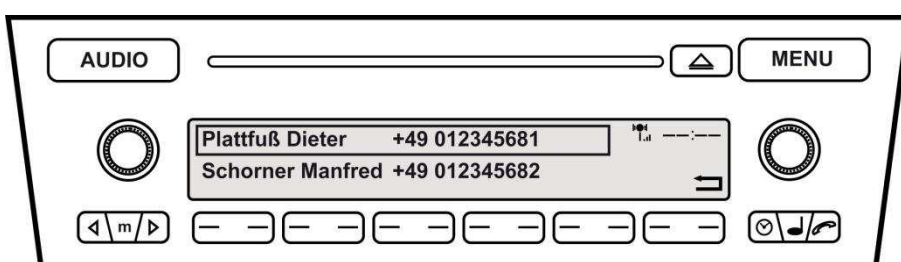 AUDIO
MENU
Plattfuß Dieter +49 012345681 --:--
Schorner Manfred +49 012345682
m